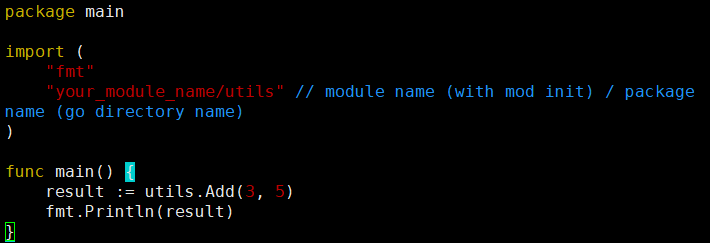 package main
import (
    "fmt"
    "your_module_name/utils" // module name (with mod init) / package
name (go directory name)
)
func main() {
    result := utils.Add(3, 5)
    fmt.Println(result)
}